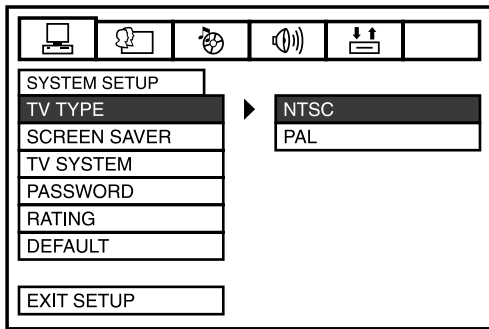 SYSTEM SETUP
TV TYPE
NTSC
SCREEN SAVER
PAL
TV SYSTEM
PASSWORD
RATING
DEFAULT
EXIT SETUP